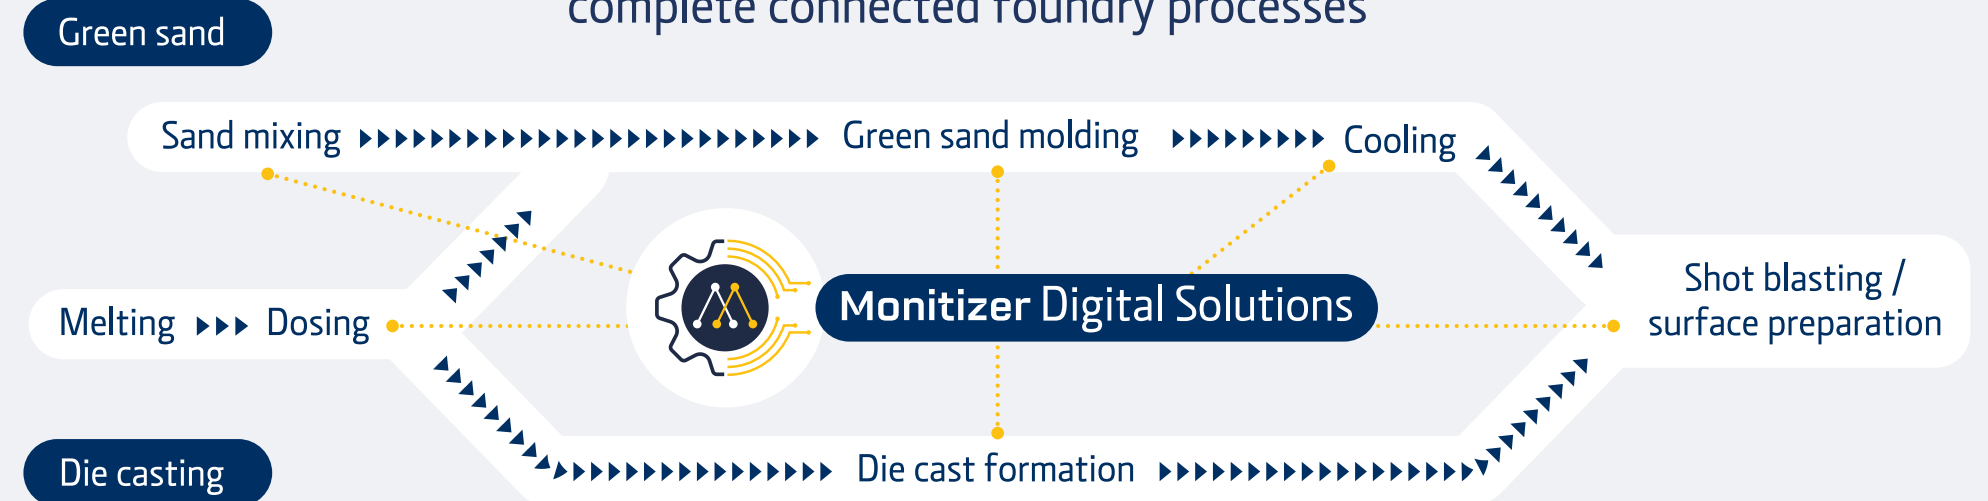 complete connected foundry processes
Green sand
Sand mixing
Green sand molding
Cooling
Melting
Dosing
Monitizer Digital Solutions
Shot blasting /
surface preparation
Die cast formation
Die casting